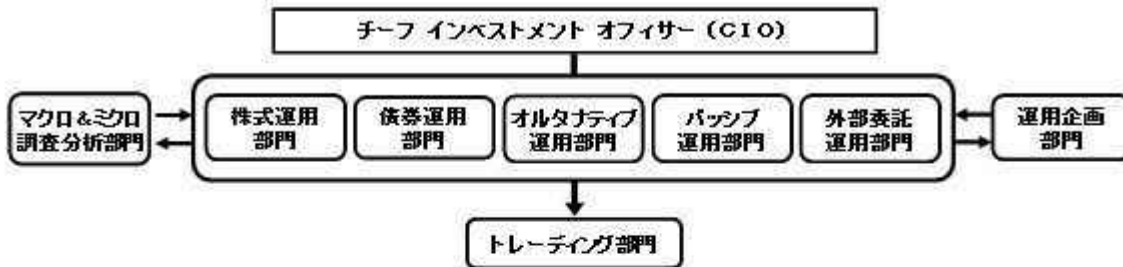 チーフ インベストメント オフィサー (CIO)
マクロ&ミクロ
調査分析部門
株式運用
部門
債券運用
部門
オルタナティブ
運用部門
パッシブ
運用部門
外部委託
運用部門
運用企画
部門
トレーディング部門